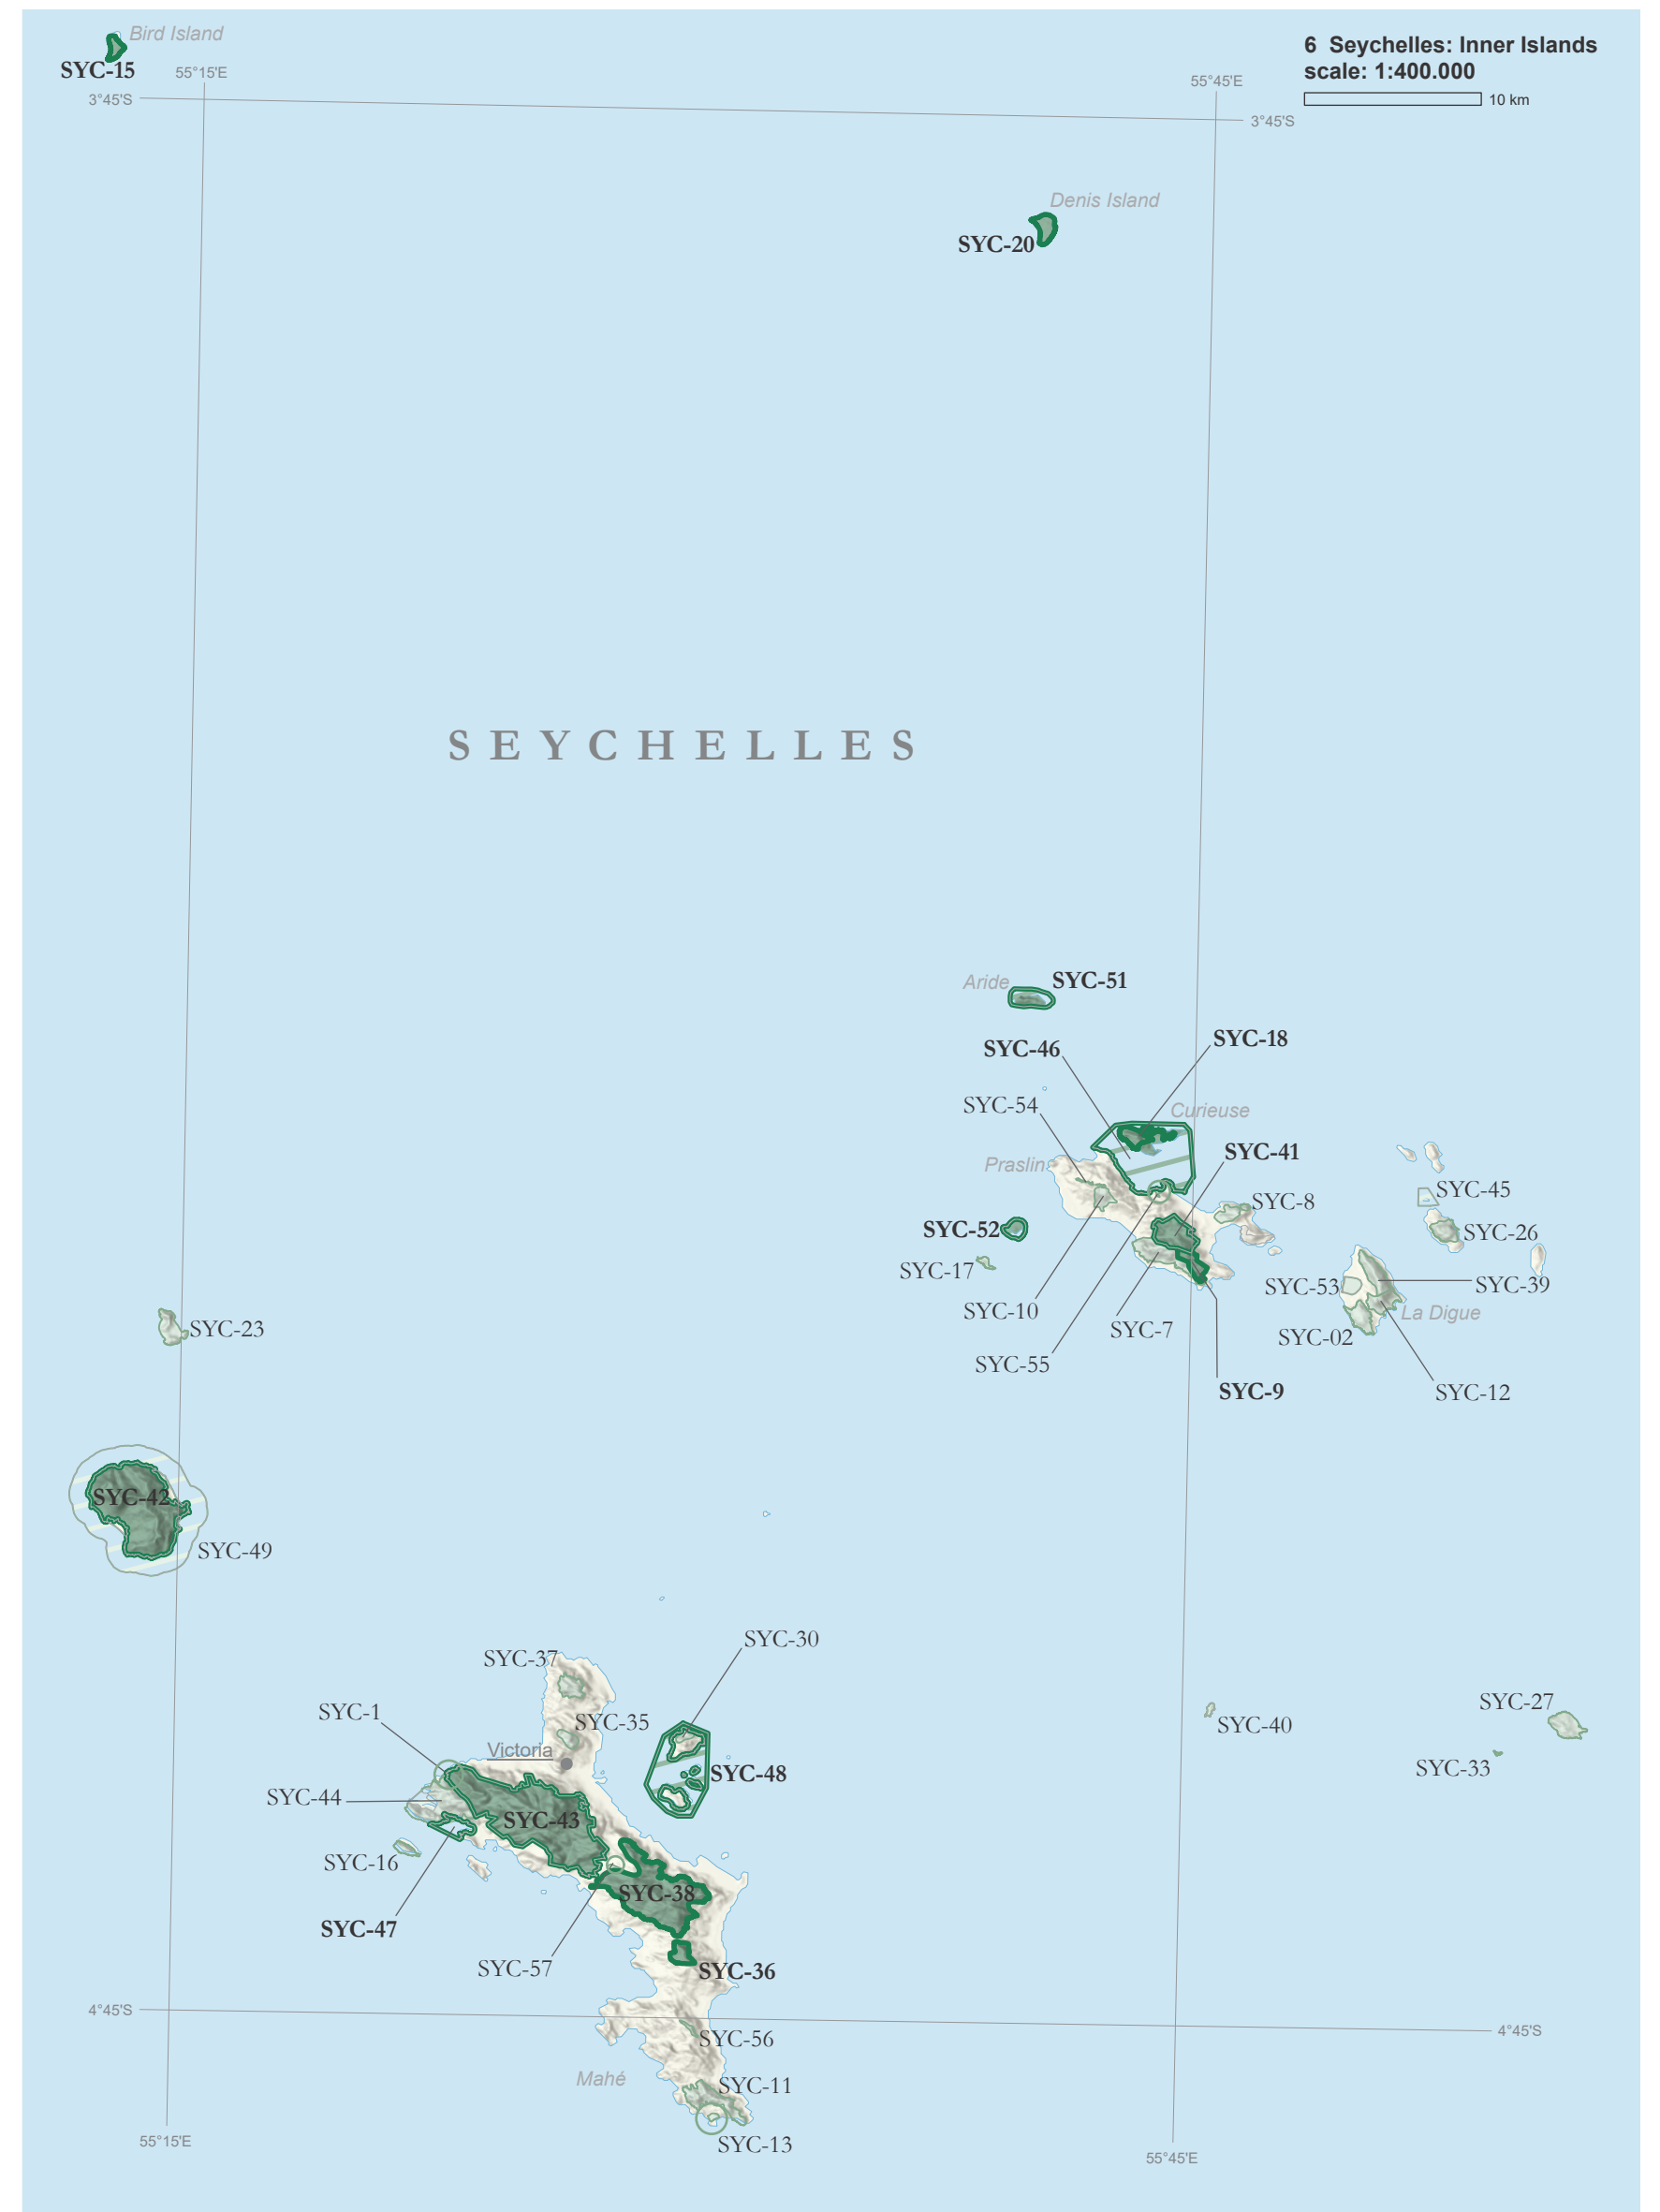 Bird Island
6 Seychelles: Inner Islands
SYC-15
55°15'E
scale: 1:400.000
55°45'E
3°45'S
10 km
3°45'S
Denis Island
SYC-20
SEYCHELLES
Aride
SYC-51
SYC-18
SYC-46
SYC-54
Curieuse
SYC-41
Praslin
SYC-45
SYC-8
SYC-52
SYC-26
SYC-17
SYC-53
SYC-39
SYC-10
La Digue
SYC-23
SYC-7
SYC-02
SYC-55
SYC-9
SYC-12
SYC-42
SYC-49
SYC-30
SYC-37
SYC-27
SYC-1
SYC-35
SYC-40
Victoria
SYC-33
SYC-48
SYC-44
SYC-43
SYC-16
SYC-38
SYC-47
SYC-57
SYC-36
4°45'S
4°45'S
SYC-56
Mahé
SYC-11
55°15'E
SYC-13
55°45'E